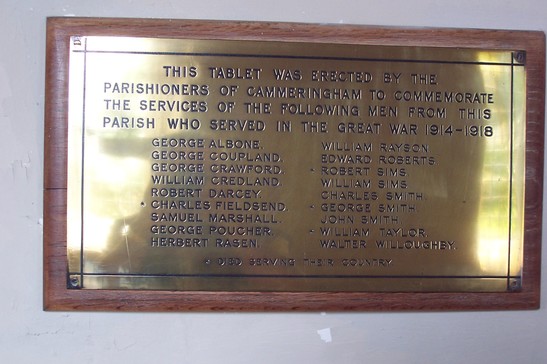 THIS TABLET WAS ERECTED BY THE
PARISHIONERS OF CAMMERINGHAM TO COMMEMORATE
THE SERVICES OF THE FOLLOWING MEN FROM THIS
PARISH WHO SERVED IN THE GREAT WAR 1914-1918
GEORGE ALBONE.
GEORGE COUPLAND.
GEORGE CRAWFORD.
WILLIAM CREDLAND.
ROBERT DARCEY.
* CHARLES FIELDSEND.
SAMUEL MARSHALL.
GEORGE POUCHER.
HERBERT RASEN.
WILLIAM RAYSON.
EDWARD ROBERTS.
* ROBERT SIMS.
WILLIAM SIMS.
CHARLES SMITH.
* GEORGE SMITH.
JOHN SMITH.
* WILLIAM TAYLOR.
WALTER WILLOUGHBY.
* DIED SERVING THEIR COUNTRY